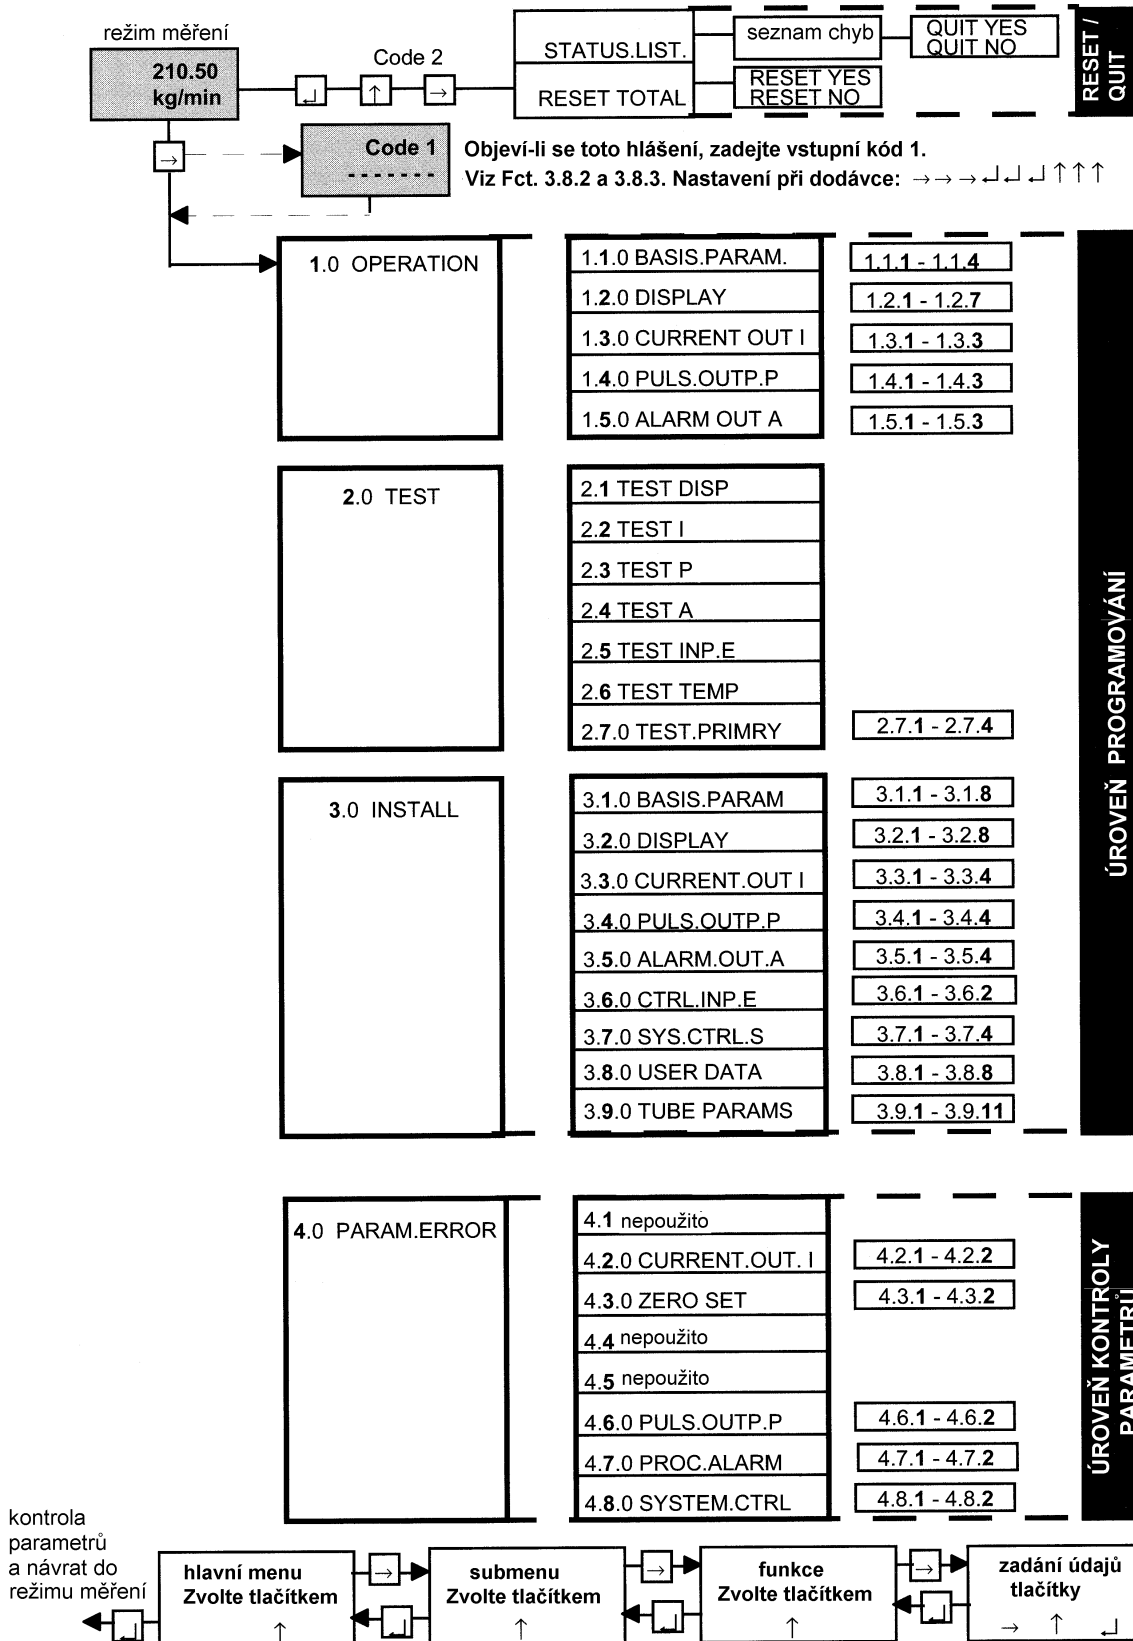 režim měření
210.50
kg/min
↵
↑
→
Code 2
STATUS.LIST.
RESET TOTAL
seznam chyb
QUIT YES
QUIT NO
RESET YES
RESET NO
RESET /
QUIT
→
Code 1
- - - - - - -
Objeví-li se toto hlášení, zadejte vstupní kód 1.
Viz Fct. 3.8.2 a 3.8.3. Nastavení při dodávce: →→→↵↵↵↑↑↑
1.0 OPERATION
1.1.0 BASIS.PARAM.
1.1.1 - 1.1.4
1.2.0 DISPLAY
1.2.1 - 1.2.7
1.3.0 CURRENT OUT I
1.3.1 - 1.3.3
1.4.0 PULS.OUTP.P
1.4.1 - 1.4.3
1.5.0 ALARM OUT A
1.5.1 - 1.5.3
2.0 TEST
2.1 TEST DISP
2.2 TEST I
2.3 TEST P
2.4 TEST A
2.5 TEST INP.E
2.6 TEST TEMP
2.7.0 TEST.PRIMRY
2.7.1 - 2.7.4
3.0 INSTALL
3.1.0 BASIS.PARAM
3.1.1 - 3.1.8
3.2.0 DISPLAY
3.2.1 - 3.2.8
3.3.0 CURRENT.OUT I
3.3.1 - 3.3.4
3.4.0 PULS.OUTP.P
3.4.1 - 3.4.4
3.5.0 ALARM.OUT.A
3.5.1 - 3.5.4
3.6.0 CTRL.INP.E
3.6.1 - 3.6.2
3.7.0 SYS.CTRL.S
3.7.1 - 3.7.4
3.8.0 USER DATA
3.8.1 - 3.8.8
3.9.0 TUBE PARAMS
3.9.1 - 3.9.11
ÚROVEŇ PROGRAMOVÁNÍ
4.0 PARAM.ERROR
4.1 nepoužito
4.2.0 CURRENT.OUT. I
4.2.1 - 4.2.2
4.3.0 ZERO SET
4.3.1 - 4.3.2
4.4 nepoužito
4.5 nepoužito
4.6.0 PULS.OUTP.P
4.6.1 - 4.6.2
4.7.0 PROC.ALARM
4.7.1 - 4.7.2
4.8.0 SYSTEM.CTRL
4.8.1 - 4.8.2
ÚROVEŇ KONTROLY
PARAMETRŮ
kontrola
parametrů
a návrat do
režimu měření
↵
hlavní menu
Zvolte tlačítkem
↑
→
↵
submenu
Zvolte tlačítkem
↑
→
↵
funkce
Zvolte tlačítkem
↑
→
↵
zadání údajů
tlačítky
→ ↑ ↵